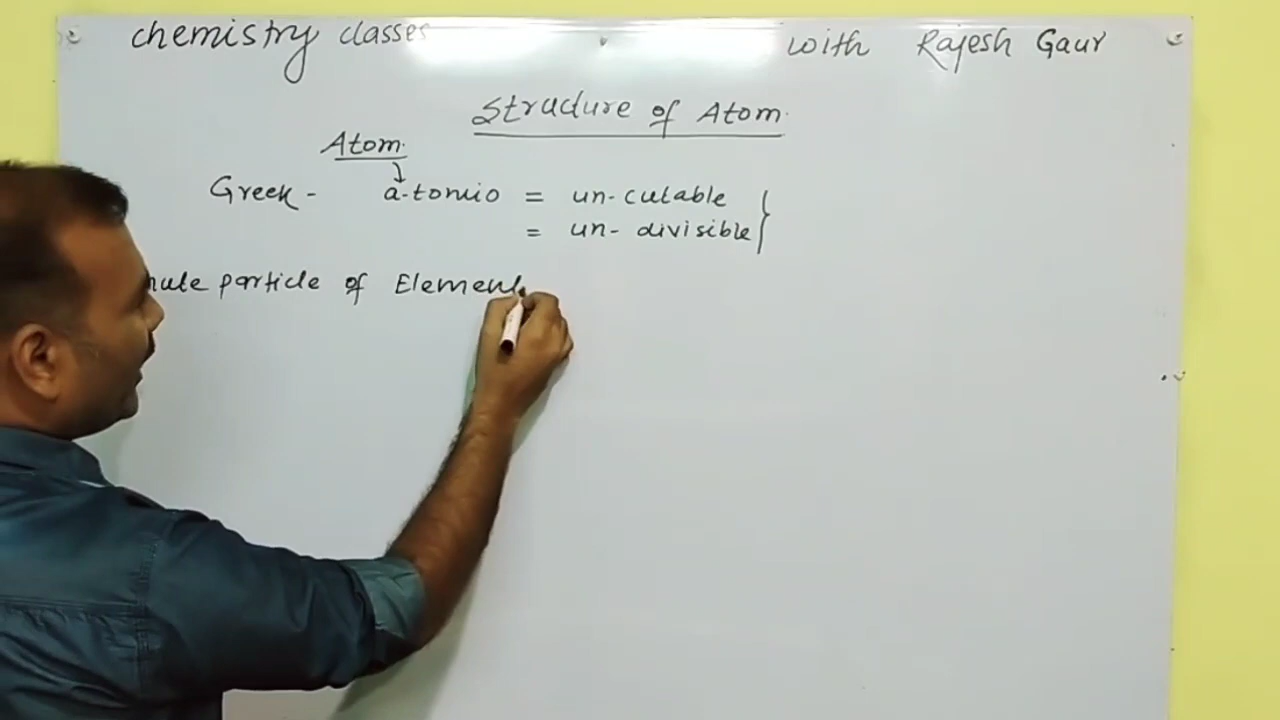 chemistry classes with Rajesh Gaur
Structure of Atom.
Atom.
Greek - a-tomio = un-cutable
= un-divisible
particle of Element